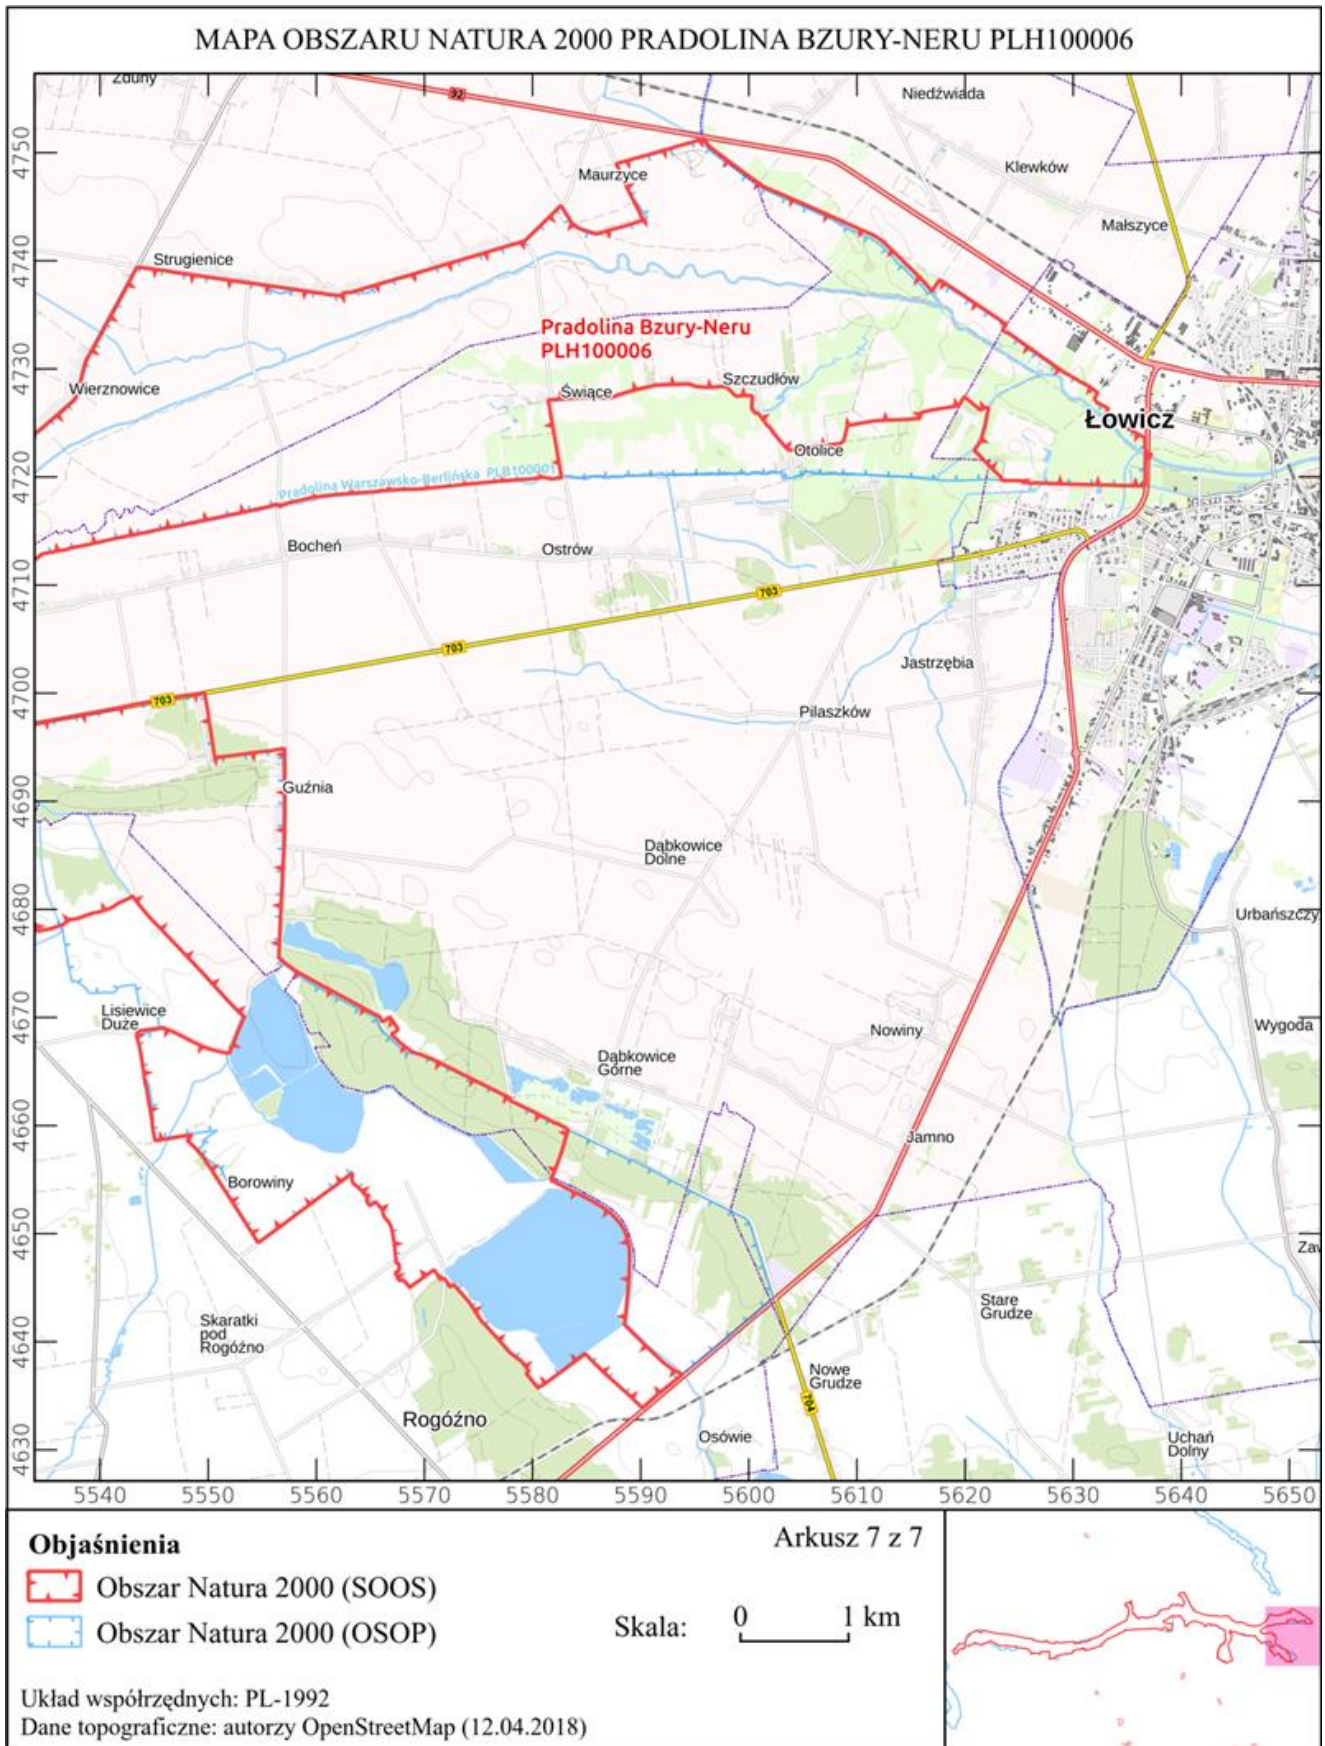 MAPA OBSZARU NATURA 2000 PRADOLINA BZURY-NERU PLH100006
Zduny
32
Niedźwiada
Klewków
Maurzyce
Małszyce
Strugienice
Pradolina Bzury-Neru
PLH100006
Wierznowice
Święce
Szczudłów
Łowicz
Otolice
Pradolina Warszawsko-Berlińska PLB100001
Bocheń
Ostrów
703
703
703
Jastrzębia
Pilaszków
Guźnia
Dąbkowice
Dolne
Urbańszczy
Lisiewice
Duże
Nowiny
Wygoda
Dąbkowice
Górne
Jamno
Borowiny
Zaw
Skaratki
pod
Rogóźno
Stare
Grudze
Nowe
Grudze
704
Rogóźno
Osówie
Uchań
Dolny
4750
4740
4730
4720
4710
4700
4690
4680
4670
4660
4650
4640
4630
5540 5550 5560 5570 5580 5590 5600 5610 5620 5630 5640 5650
Objaśnienia
Arkusz 7 z 7
Obszar Natura 2000 (SOOS)
Obszar Natura 2000 (OSOP)
Skala: 0 1 km
Układ współrzędnych: PL-1992
Dane topograficzne: autorzy OpenStreetMap (12.04.2018)